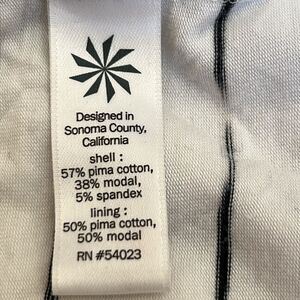 Designed in
Sonoma County,
California
shell :
57% pima cotton,
38% modal,
5% spandex
lining :
50% pima cotton,
50% modal
RN #54023